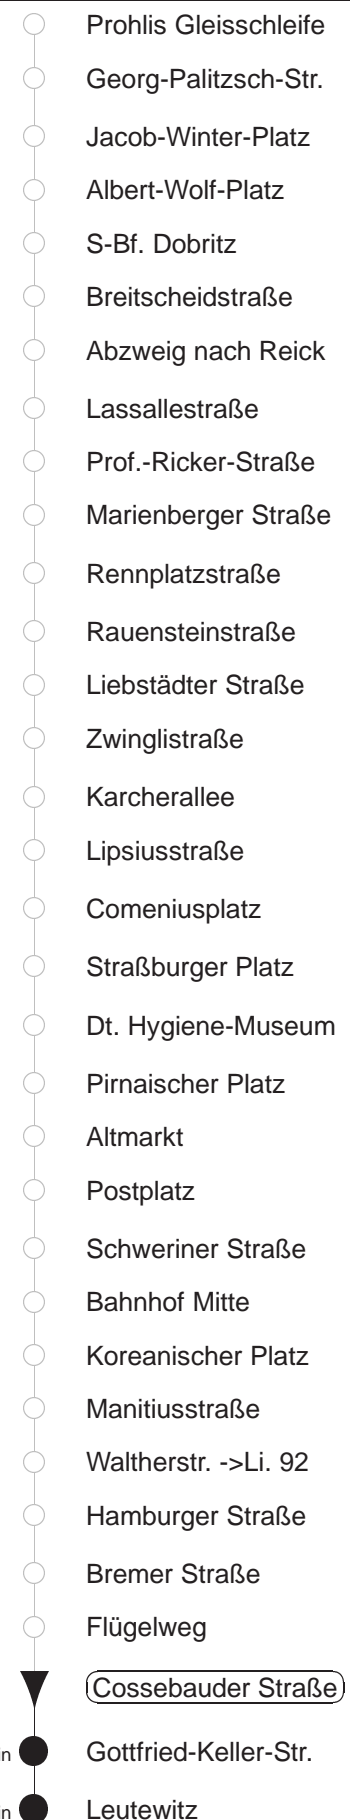 Prohlis Gleisschleife
Georg-Palitzsch-Str.
Jacob-Winter-Platz
Albert-Wolf-Platz
S-Bf. Dobritz
Breitscheidstraße
Abzweig nach Reick
Lassallestraße
Prof.-Ricker-Straße
Marienberger Straße
Rennplatzstraße
Rauensteinstraße
Liebstädter Straße
Zwinglistraße
Karcherallee
Lipsiusstraße
Comeniusplatz
Straßburger Platz
Dt. Hygiene-Museum
Pirnaischer Platz
Altmarkt
Postplatz
Schweriner Straße
Bahnhof Mitte
Koreanischer Platz
Manitiusstraße
Waltherstr. ->Li. 92
Hamburger Straße
Bremer Straße
Flügelweg
Cossebauder Straße
Gottfried-Keller-Str.
Leutewitz